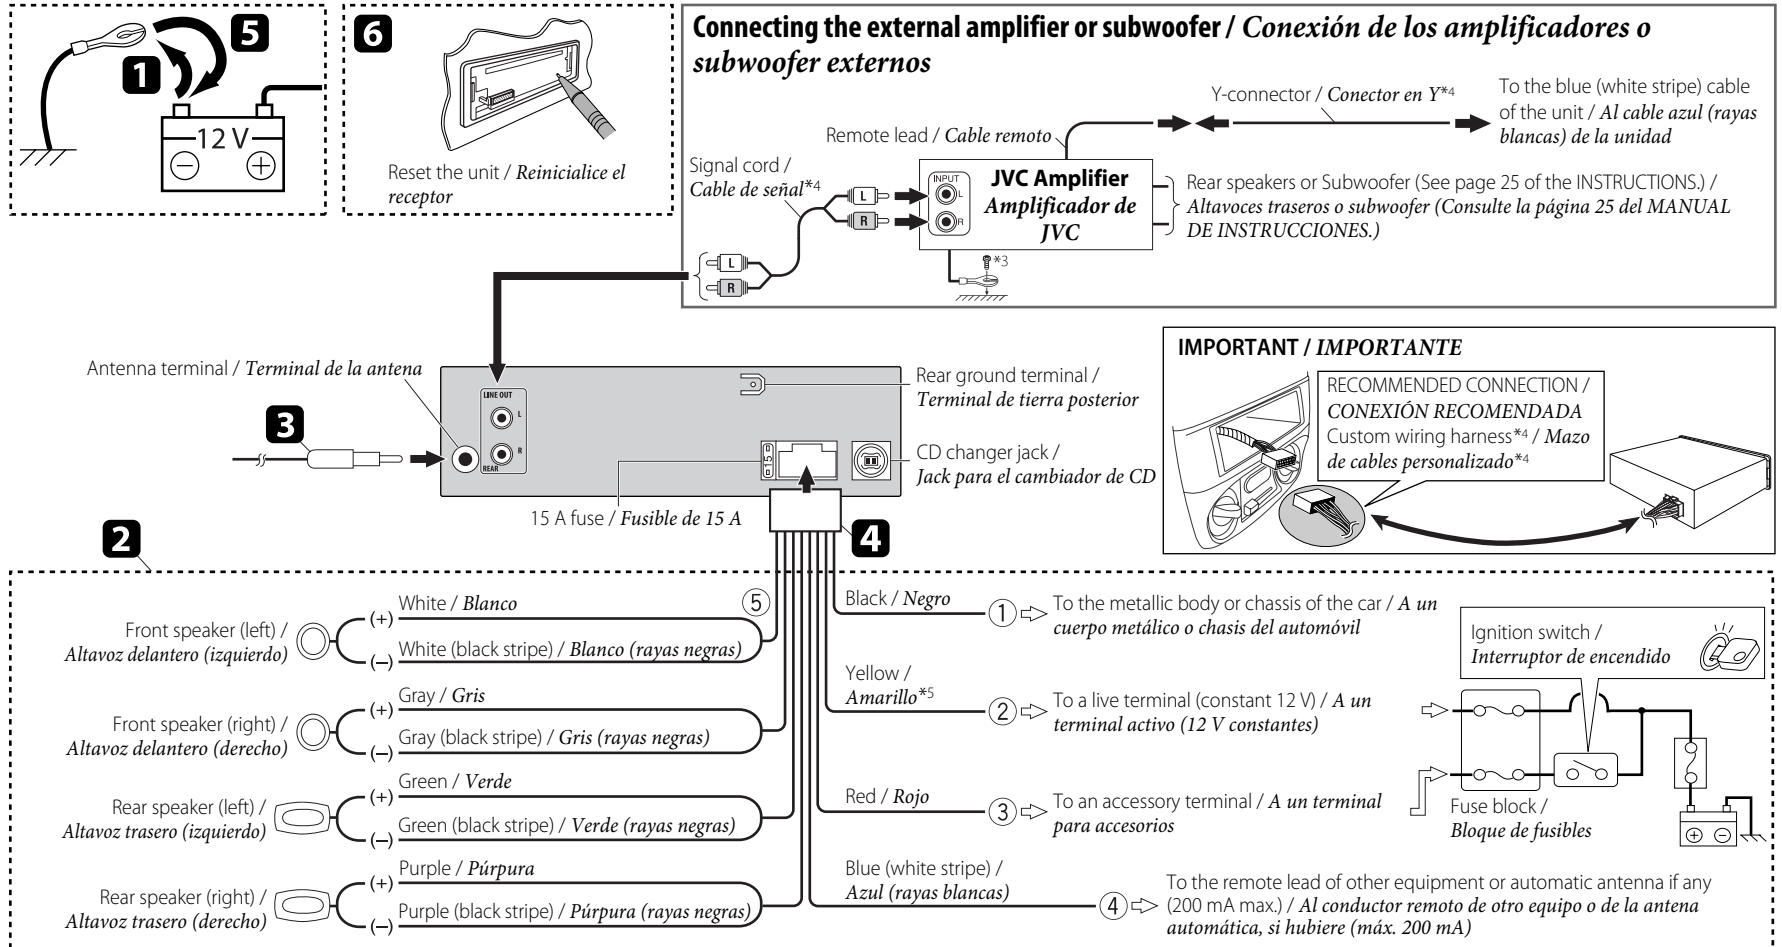 5
1
12 V
6
Reset the unit / Reinicialice el
receptor
Connecting the external amplifier or subwoofer / Conexión de los amplificadores o
subwoofer externos
Y-connector / Conector en Y*4
To the blue (white stripe) cable
of the unit / Al cable azul (rayas
blancas) de la unidad
Remote lead / Cable remoto
Signal cord /
Cable de señal*4
L
R
INPUT
L
R
JVC Amplifier
Amplificador de
JVC
Rear speakers or Subwoofer (See page 25 of the INSTRUCTIONS.) /
Altavoces traseros o subwoofer (Consulte la página 25 del MANUAL
DE INSTRUCCIONES.)
*3
L
R
Antenna terminal / Terminal de la antena
3
LINE OUT
L
R
REAR
Rear ground terminal /
Terminal de tierra posterior
15
CD changer jack /
Jack para el cambiador de CD
15 A fuse / Fusible de 15 A
IMPORTANT / IMPORTANTE
RECOMMENDED CONNECTION /
CONEXIÓN RECOMENDADA
Custom wiring harness*4 / Mazo
de cables personalizado*4
2
4
Front speaker (left) /
Altavoz delantero (izquierdo)
(+)
White / Blanco
(–)
White (black stripe) / Blanco (rayas negras)
5
Front speaker (right) /
Altavoz delantero (derecho)
(+)
Gray / Gris
(–)
Gray (black stripe) / Gris (rayas negras)
Rear speaker (left) /
Altavoz trasero (izquierdo)
(+)
Green / Verde
(–)
Green (black stripe) / Verde (rayas negras)
Rear speaker (right) /
Altavoz trasero (derecho)
(+)
Purple / Púrpura
(–)
Purple (black stripe) / Púrpura (rayas negras)
Black / Negro
1
To the metallic body or chassis of the car / A un
cuerpo metálico o chasis del automóvil
Yellow /
Amarillo*5
2
To a live terminal (constant 12 V) / A un
terminal activo (12 V constantes)
Red / Rojo
3
To an accessory terminal / A un terminal
para accesorios
Blue (white stripe) /
Azul (rayas blancas)
4
To the remote lead of other equipment or automatic antenna if any
(200 mA max.) / Al conductor remoto de otro equipo o de la antena
automática, si hubiere (máx. 200 mA)
Ignition switch /
Interruptor de encendido
Fuse block /
Bloque de fusibles